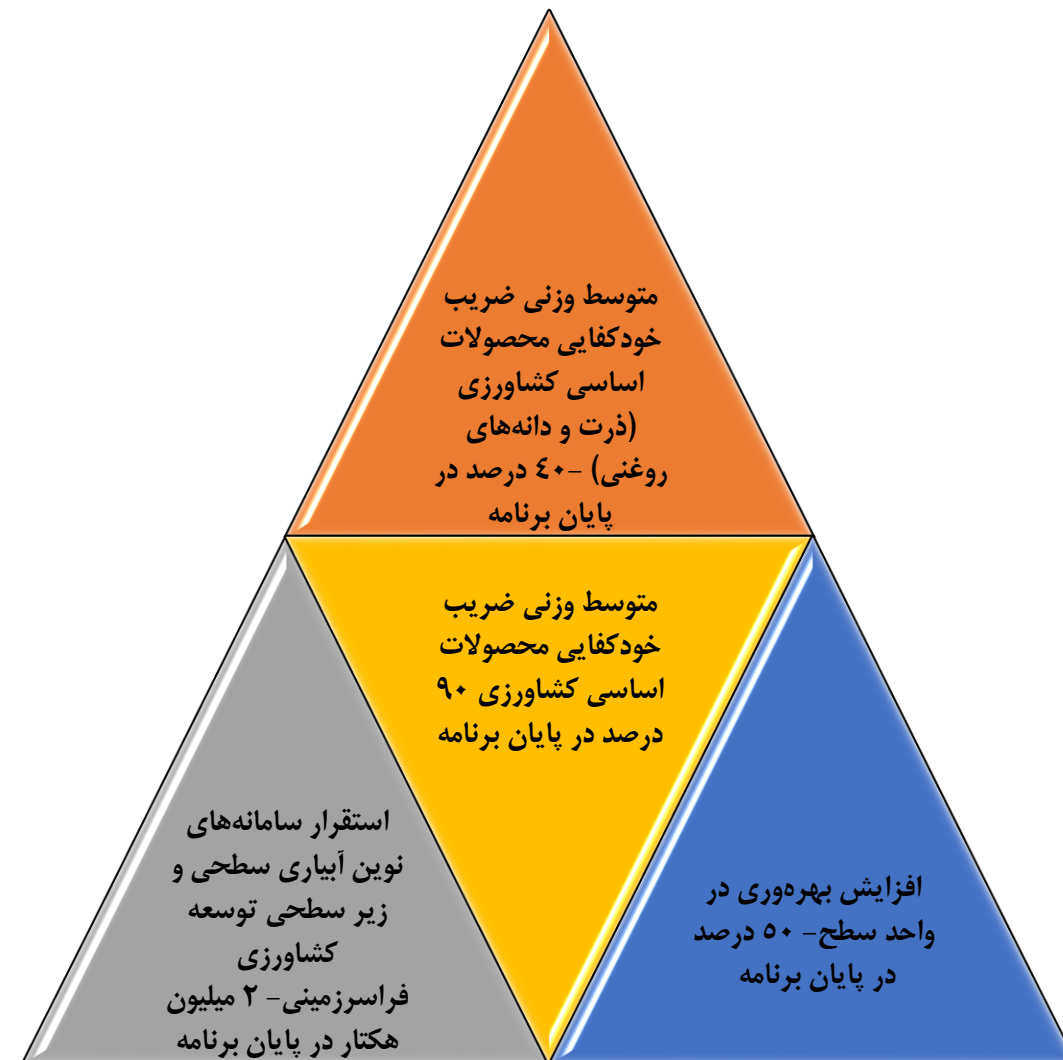 متوسط وزنی ضریب
خودکفایی محصولات
اساسی کشاورزی
(ذرت و دانه‌های
روغنی) -۴۰ درصد در
پایان برنامه
متوسط وزنی ضریب
خودکفایی محصولات
اساسی کشاورزی ۹۰
درصد در پایان برنامه
افزایش بهره‌وری در
واحد سطح- ۵۰ درصد
در پایان برنامه
استقرار سامانه‌های
نوین آبیاری سطحی و
زیر سطحی توسعه
کشاورزی
فراسرزمینی- ۲ میلیون
هکتار در پایان برنامه